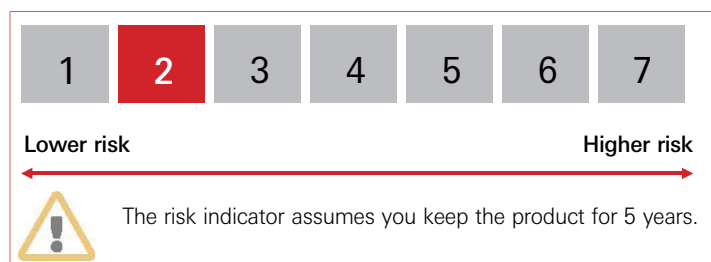 1 2 3 4 5 6 7
Lower risk Higher risk
The risk indicator assumes you keep the product for 5 years.